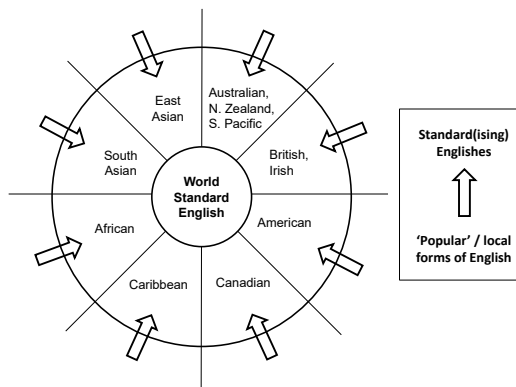 East
Asian
Australian,
N. Zealand,
S. Pacific
South
Asian
British,
Irish
World
Standard
English
African
American
Caribbean
Canadian
Standard(ising)
Englishes
‘Popular’ / local
forms of English